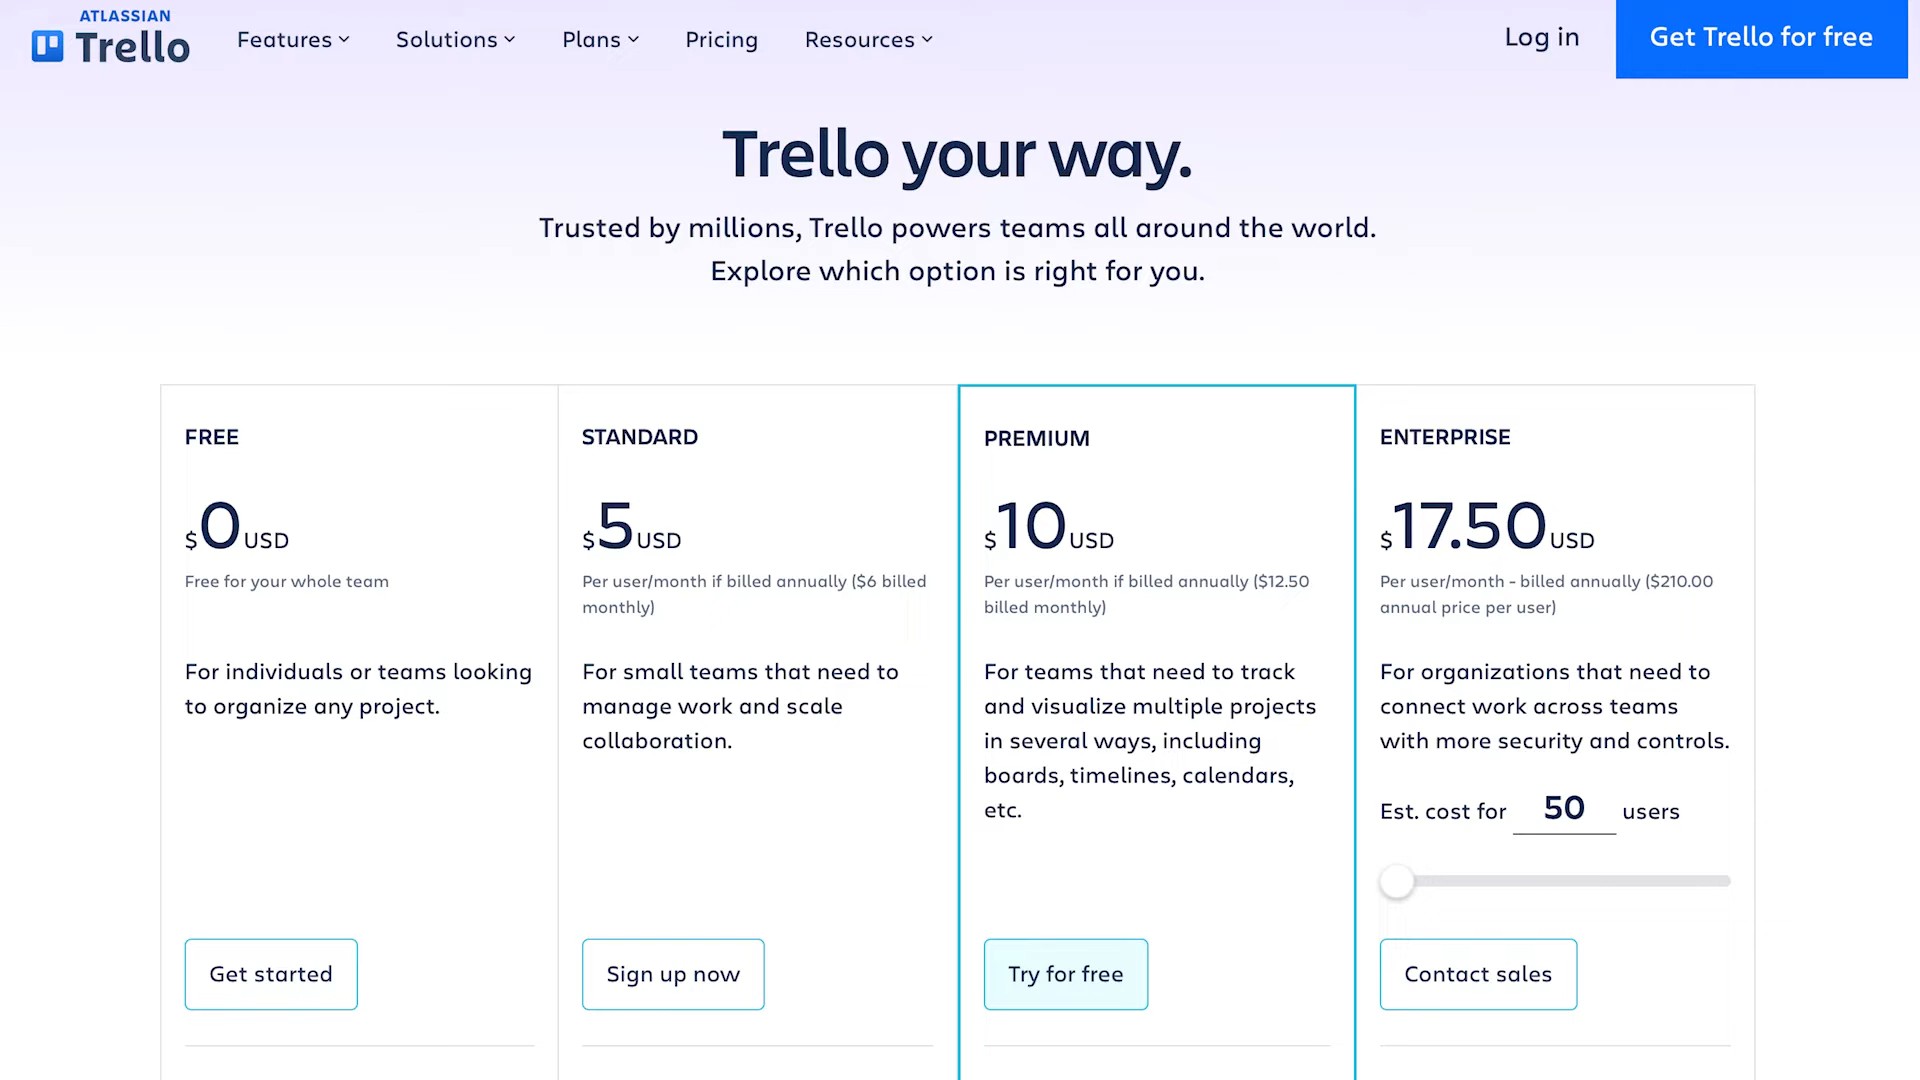 ATLASSIAN
Trello
Features
Solutions
Plans
Pricing
Resources
Log in
Get Trello for free
Trello your way.
Trusted by millions, Trello powers teams all around the world.
Explore which option is right for you.
FREE
$0USD
Free for your whole team
For individuals or teams looking
to organize any project.
Get started
STANDARD
$5USD
Per user/month if billed annually ($6 billed
monthly)
For small teams that need to
manage work and scale
collaboration.
Sign up now
PREMIUM
$10USD
Per user/month if billed annually ($12.50
billed monthly)
For teams that need to track
and visualize multiple projects
in several ways, including
boards, timelines, calendars,
etc.
Try for free
ENTERPRISE
$17.50USD
Per user/month - billed annually ($210.00
annual price per user)
For organizations that need to
connect work across teams
with more security and controls.
Est. cost for 50 users
Contact sales